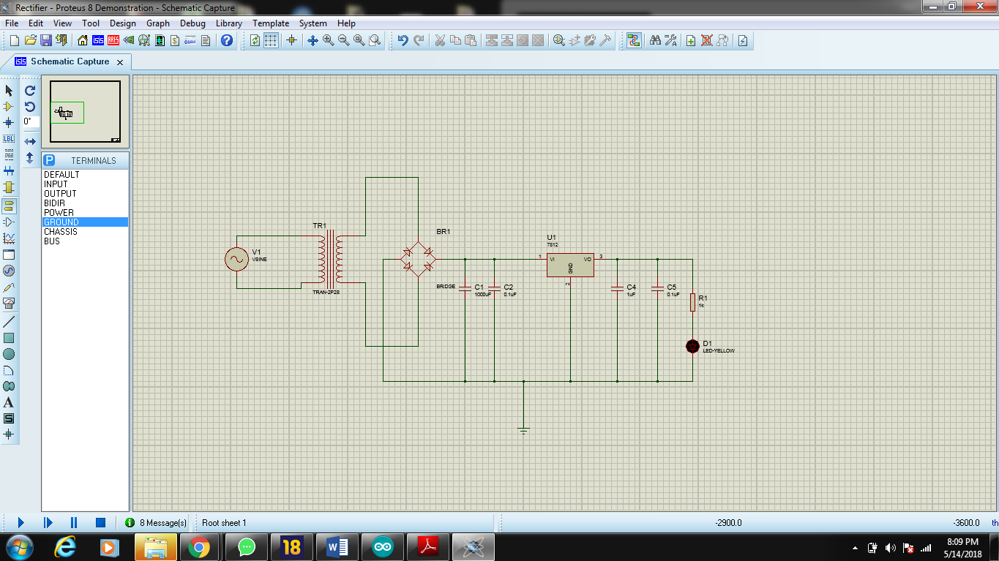 Rectifier - Proteus 8 Demonstration - Schematic Capture
File Edit View Tool Design Graph Debug Library Template System Help
ISIS ARES $ ?
ISIS Schematic Capture
0°
LBL
P TERMINALS
DEFAULT
INPUT
OUTPUT
BIDIR
POWER
GROUND
CHASSIS
BUS
A
S
TR1
TRAN-2P2S
V1
VSINE
BR1
BRIDGE
C1
1000uF
C2
0.1uF
U1
7812
1 VI VO 3
GND
2
C4
1uF
C5
0.1uF
R1
1k
D1
LED-YELLOW
8 Message(s) Root sheet 1 -2900.0 -3600.0 th
18 W
8:09 PM
5/14/2018